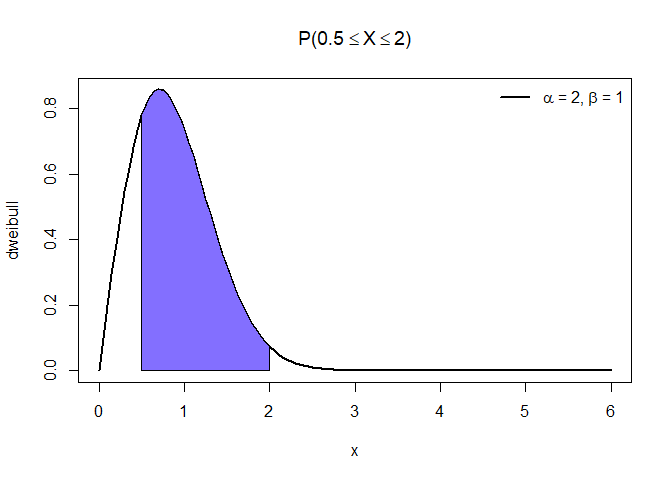 P(0.5 ≤ X ≤ 2)
α = 2, β = 1
dweibull
0.8
0.6
0.4
0.2
0.0
0 1 2 3 4 5 6
x